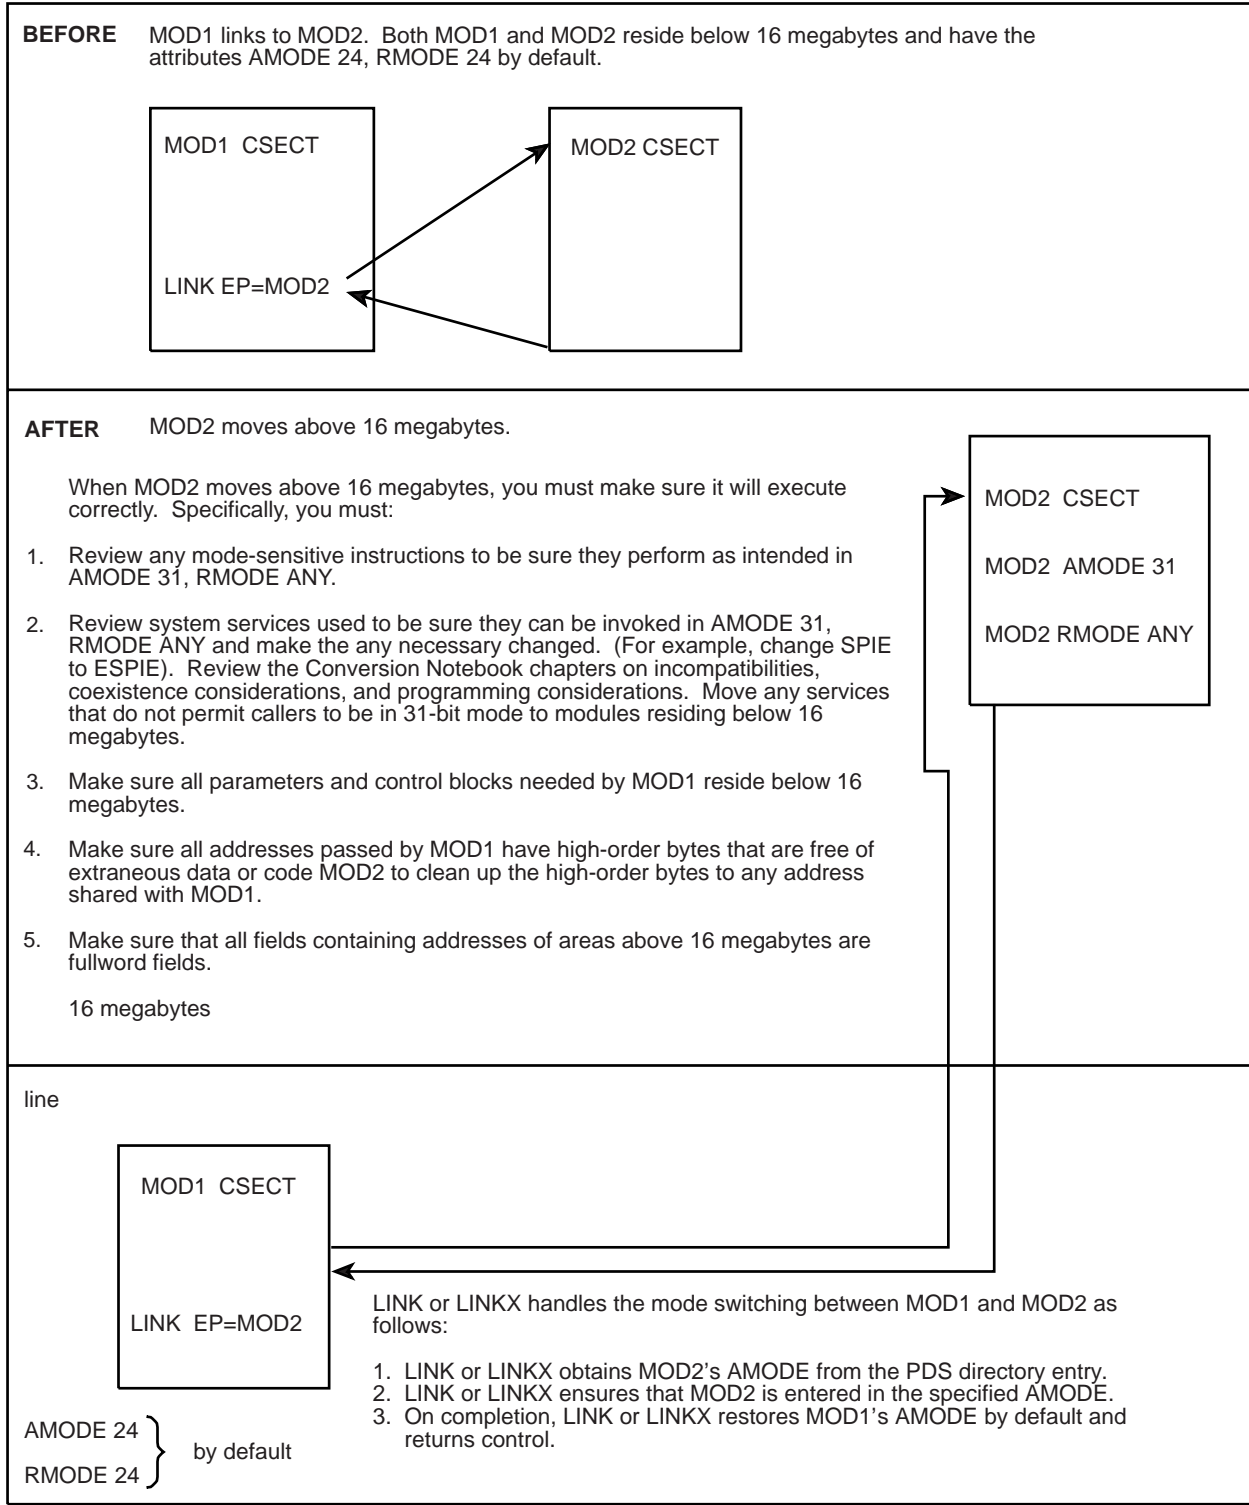 BEFORE MOD1 links to MOD2. Both MOD1 and MOD2 reside below 16 megabytes and have the
attributes AMODE 24, RMODE 24 by default.
MOD1 CSECT
LINK EP=MOD2
MOD2 CSECT
AFTER MOD2 moves above 16 megabytes.
When MOD2 moves above 16 megabytes, you must make sure it will execute
correctly. Specifically, you must:
1. Review any mode-sensitive instructions to be sure they perform as intended in
AMODE 31, RMODE ANY.
2. Review system services used to be sure they can be invoked in AMODE 31,
RMODE ANY and make the any necessary changed. (For example, change SPIE
to ESPIE). Review the Conversion Notebook chapters on incompatibilities,
coexistence considerations, and programming considerations. Move any services
that do not permit callers to be in 31-bit mode to modules residing below 16
megabytes.
3. Make sure all parameters and control blocks needed by MOD1 reside below 16
megabytes.
4. Make sure all addresses passed by MOD1 have high-order bytes that are free of
extraneous data or code MOD2 to clean up the high-order bytes to any address
shared with MOD1.
5. Make sure that all fields containing addresses of areas above 16 megabytes are
fullword fields.
16 megabytes
MOD2 CSECT
MOD2 AMODE 31
MOD2 RMODE ANY
line
MOD1 CSECT
LINK EP=MOD2
AMODE 24
RMODE 24
by default
LINK or LINKX handles the mode switching between MOD1 and MOD2 as
follows:
1. LINK or LINKX obtains MOD2's AMODE from the PDS directory entry.
2. LINK or LINKX ensures that MOD2 is entered in the specified AMODE.
3. On completion, LINK or LINKX restores MOD1's AMODE by default and
returns control.